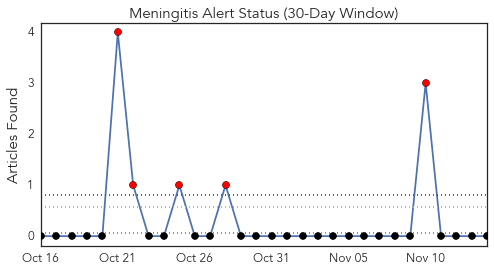 Meningitis Alert Status (30-Day Window)
Articles Found
4
3
2
1
0
Oct 16 Oct 21 Oct 26 Oct 31 Nov 05 Nov 10